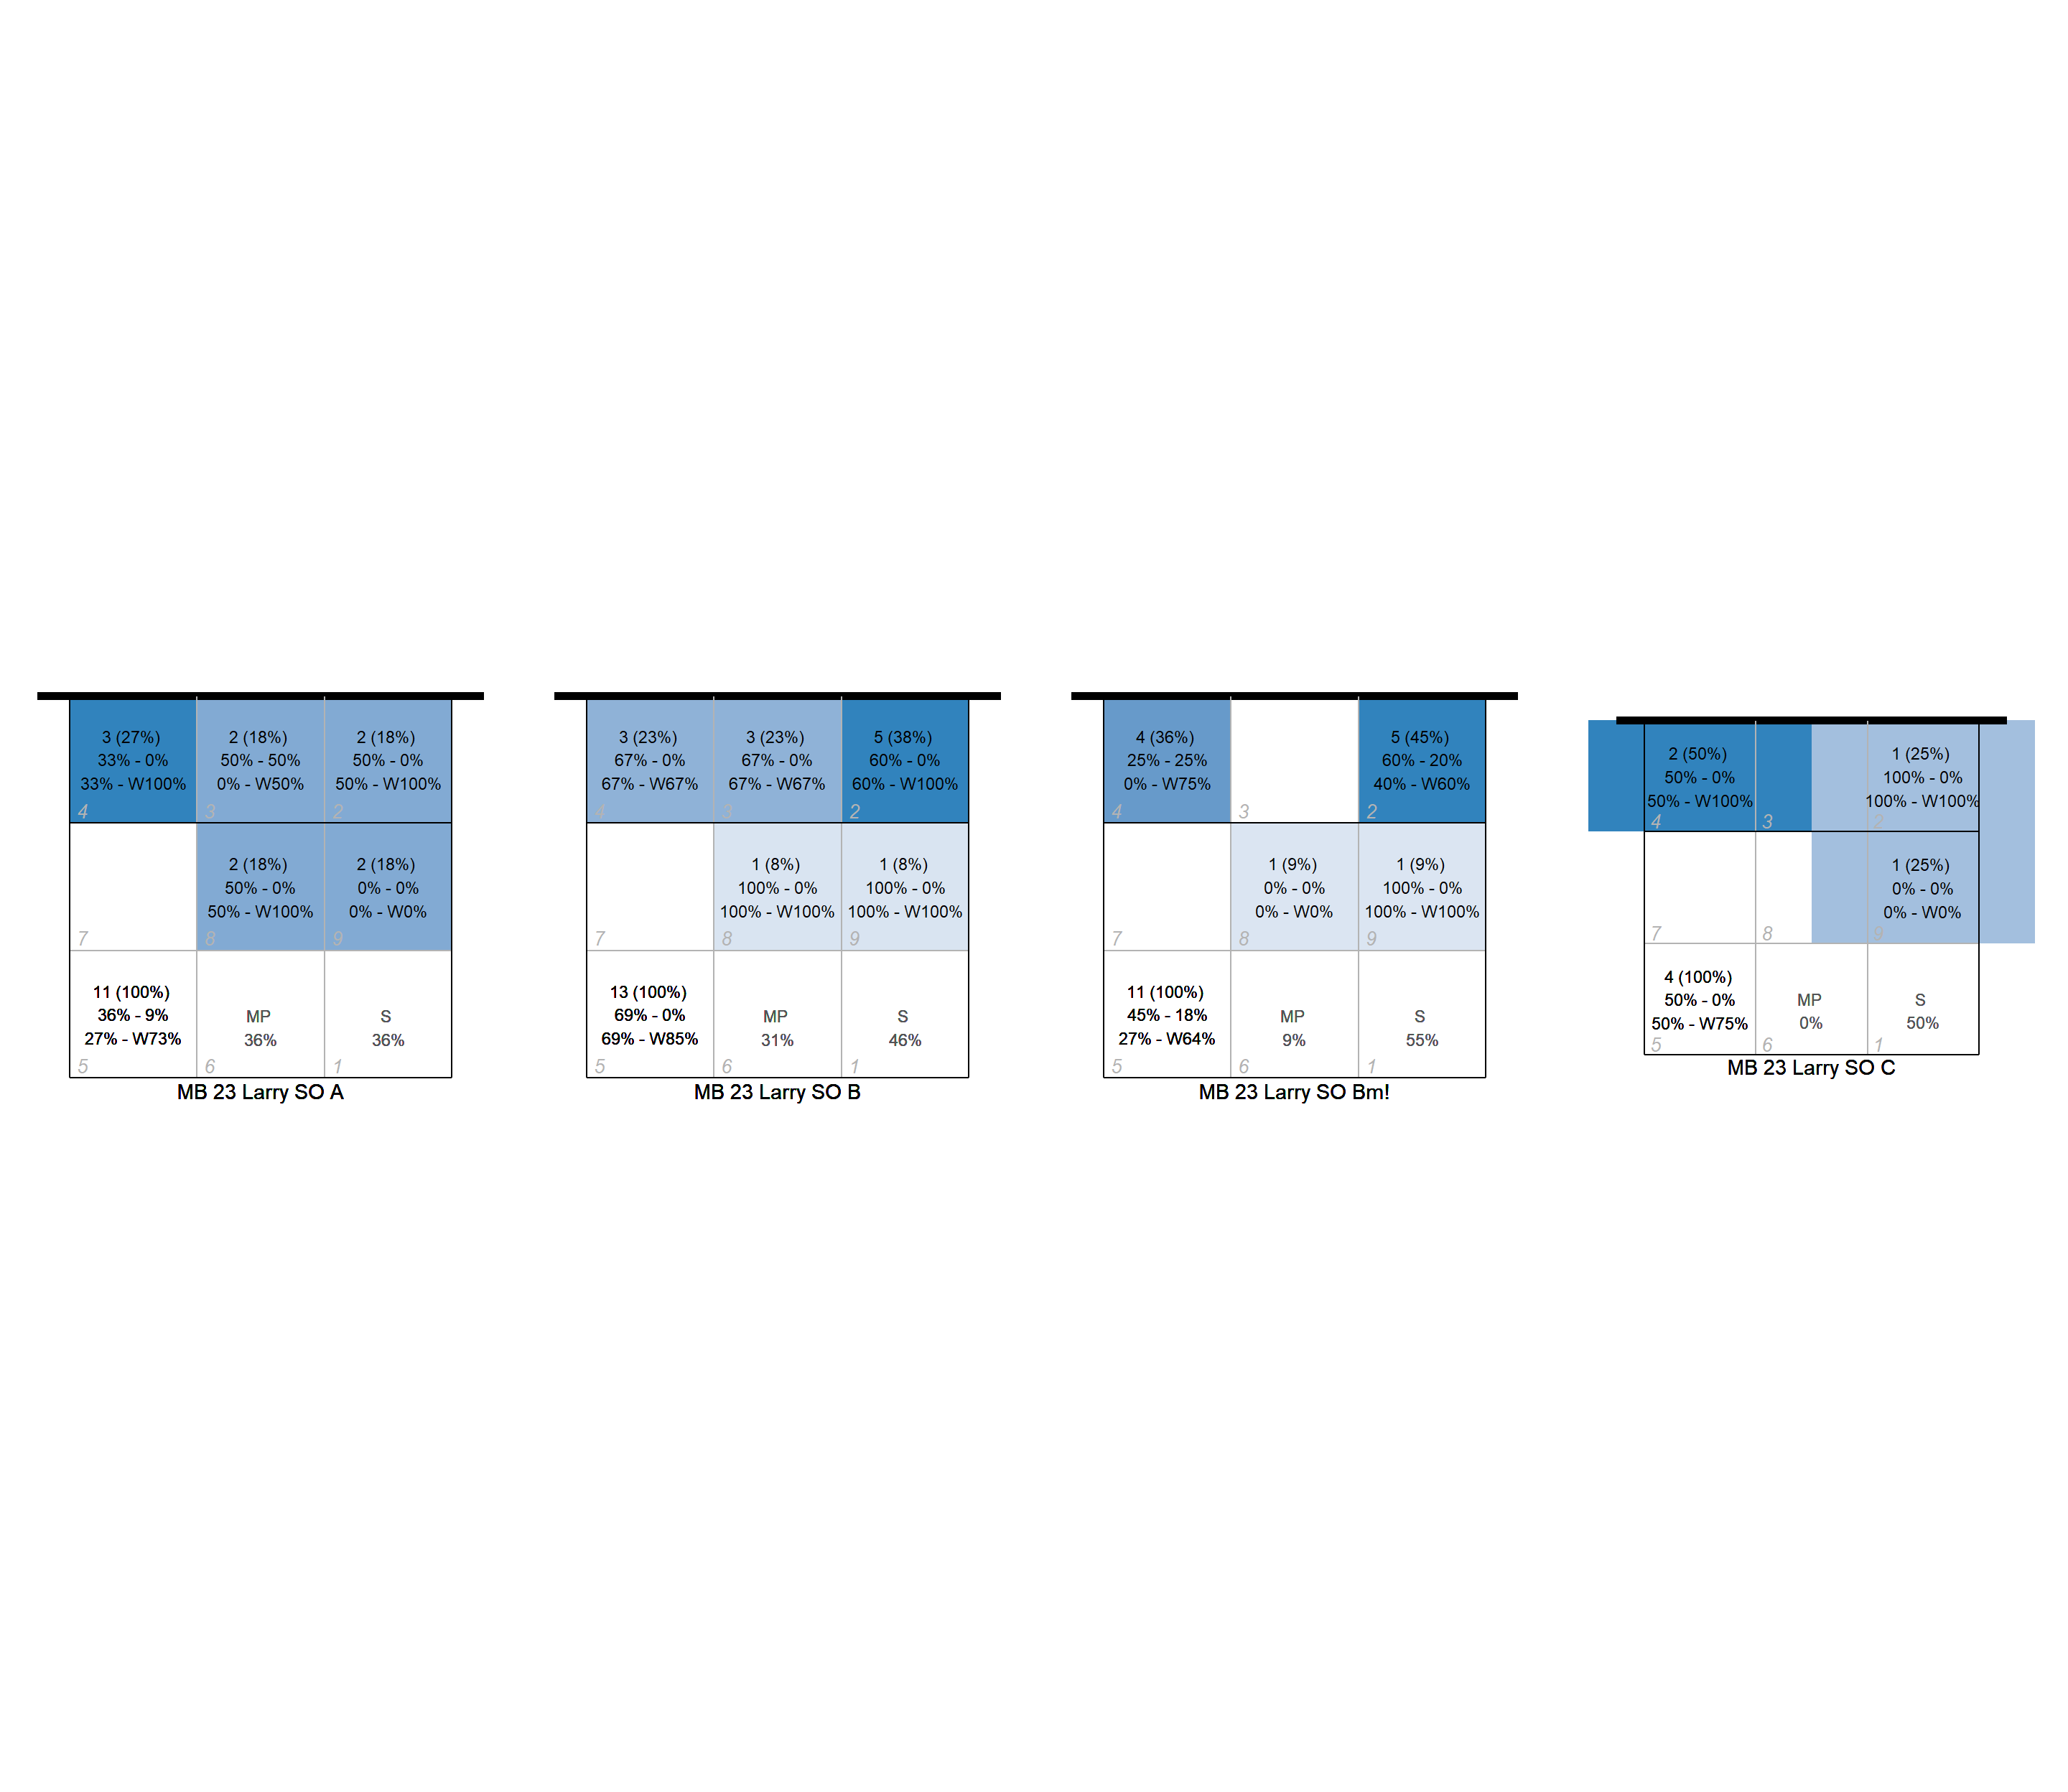 3 (27%)
33% - 0%
33% - W100%
4
2 (18%)
50% - 50%
0% - W50%
3
2 (18%)
50% - 0%
50% - W100%
2
7
2 (18%)
50% - 0%
50% - W100%
8
2 (18%)
0% - 0%
0% - W0%
9
11 (100%)
36% - 9%
27% - W73%
5
MP
36%
6
S
36%
1
MB 23 Larry SO A
3 (23%)
67% - 0%
67% - W67%
4
3 (23%)
67% - 0%
67% - W67%
3
5 (38%)
60% - 0%
60% - W100%
2
7
1 (8%)
100% - 0%
100% - W100%
8
1 (8%)
100% - 0%
100% - W100%
9
13 (100%)
69% - 0%
69% - W85%
5
MP
31%
6
S
46%
1
MB 23 Larry SO B
4 (36%)
25% - 25%
0% - W75%
4
3
5 (45%)
60% - 20%
40% - W60%
2
7
1 (9%)
0% - 0%
0% - W0%
8
1 (9%)
100% - 0%
100% - W100%
9
11 (100%)
45% - 18%
27% - W64%
5
MP
9%
6
S
55%
1
MB 23 Larry SO Bm!
2 (50%)
50% - 0%
50% - W100%
4
3
1 (25%)
100% - 0%
100% - W100%
2
7
8
1 (25%)
0% - 0%
0% - W0%
9
4 (100%)
50% - 0%
50% - W75%
5
MP
0%
6
S
50%
1
MB 23 Larry SO C